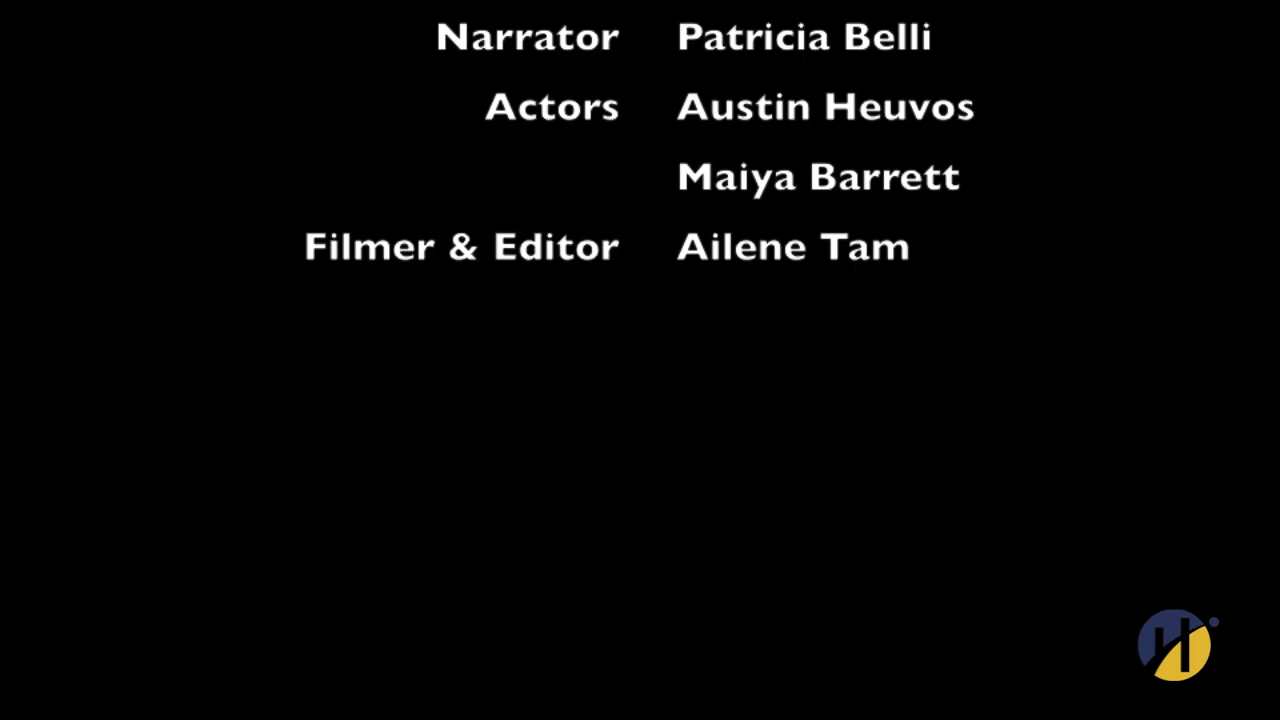 Narrator Patricia Belli
Actors Austin Heuvos
Maiya Barrett
Filmer & Editor Ailene Tam
H